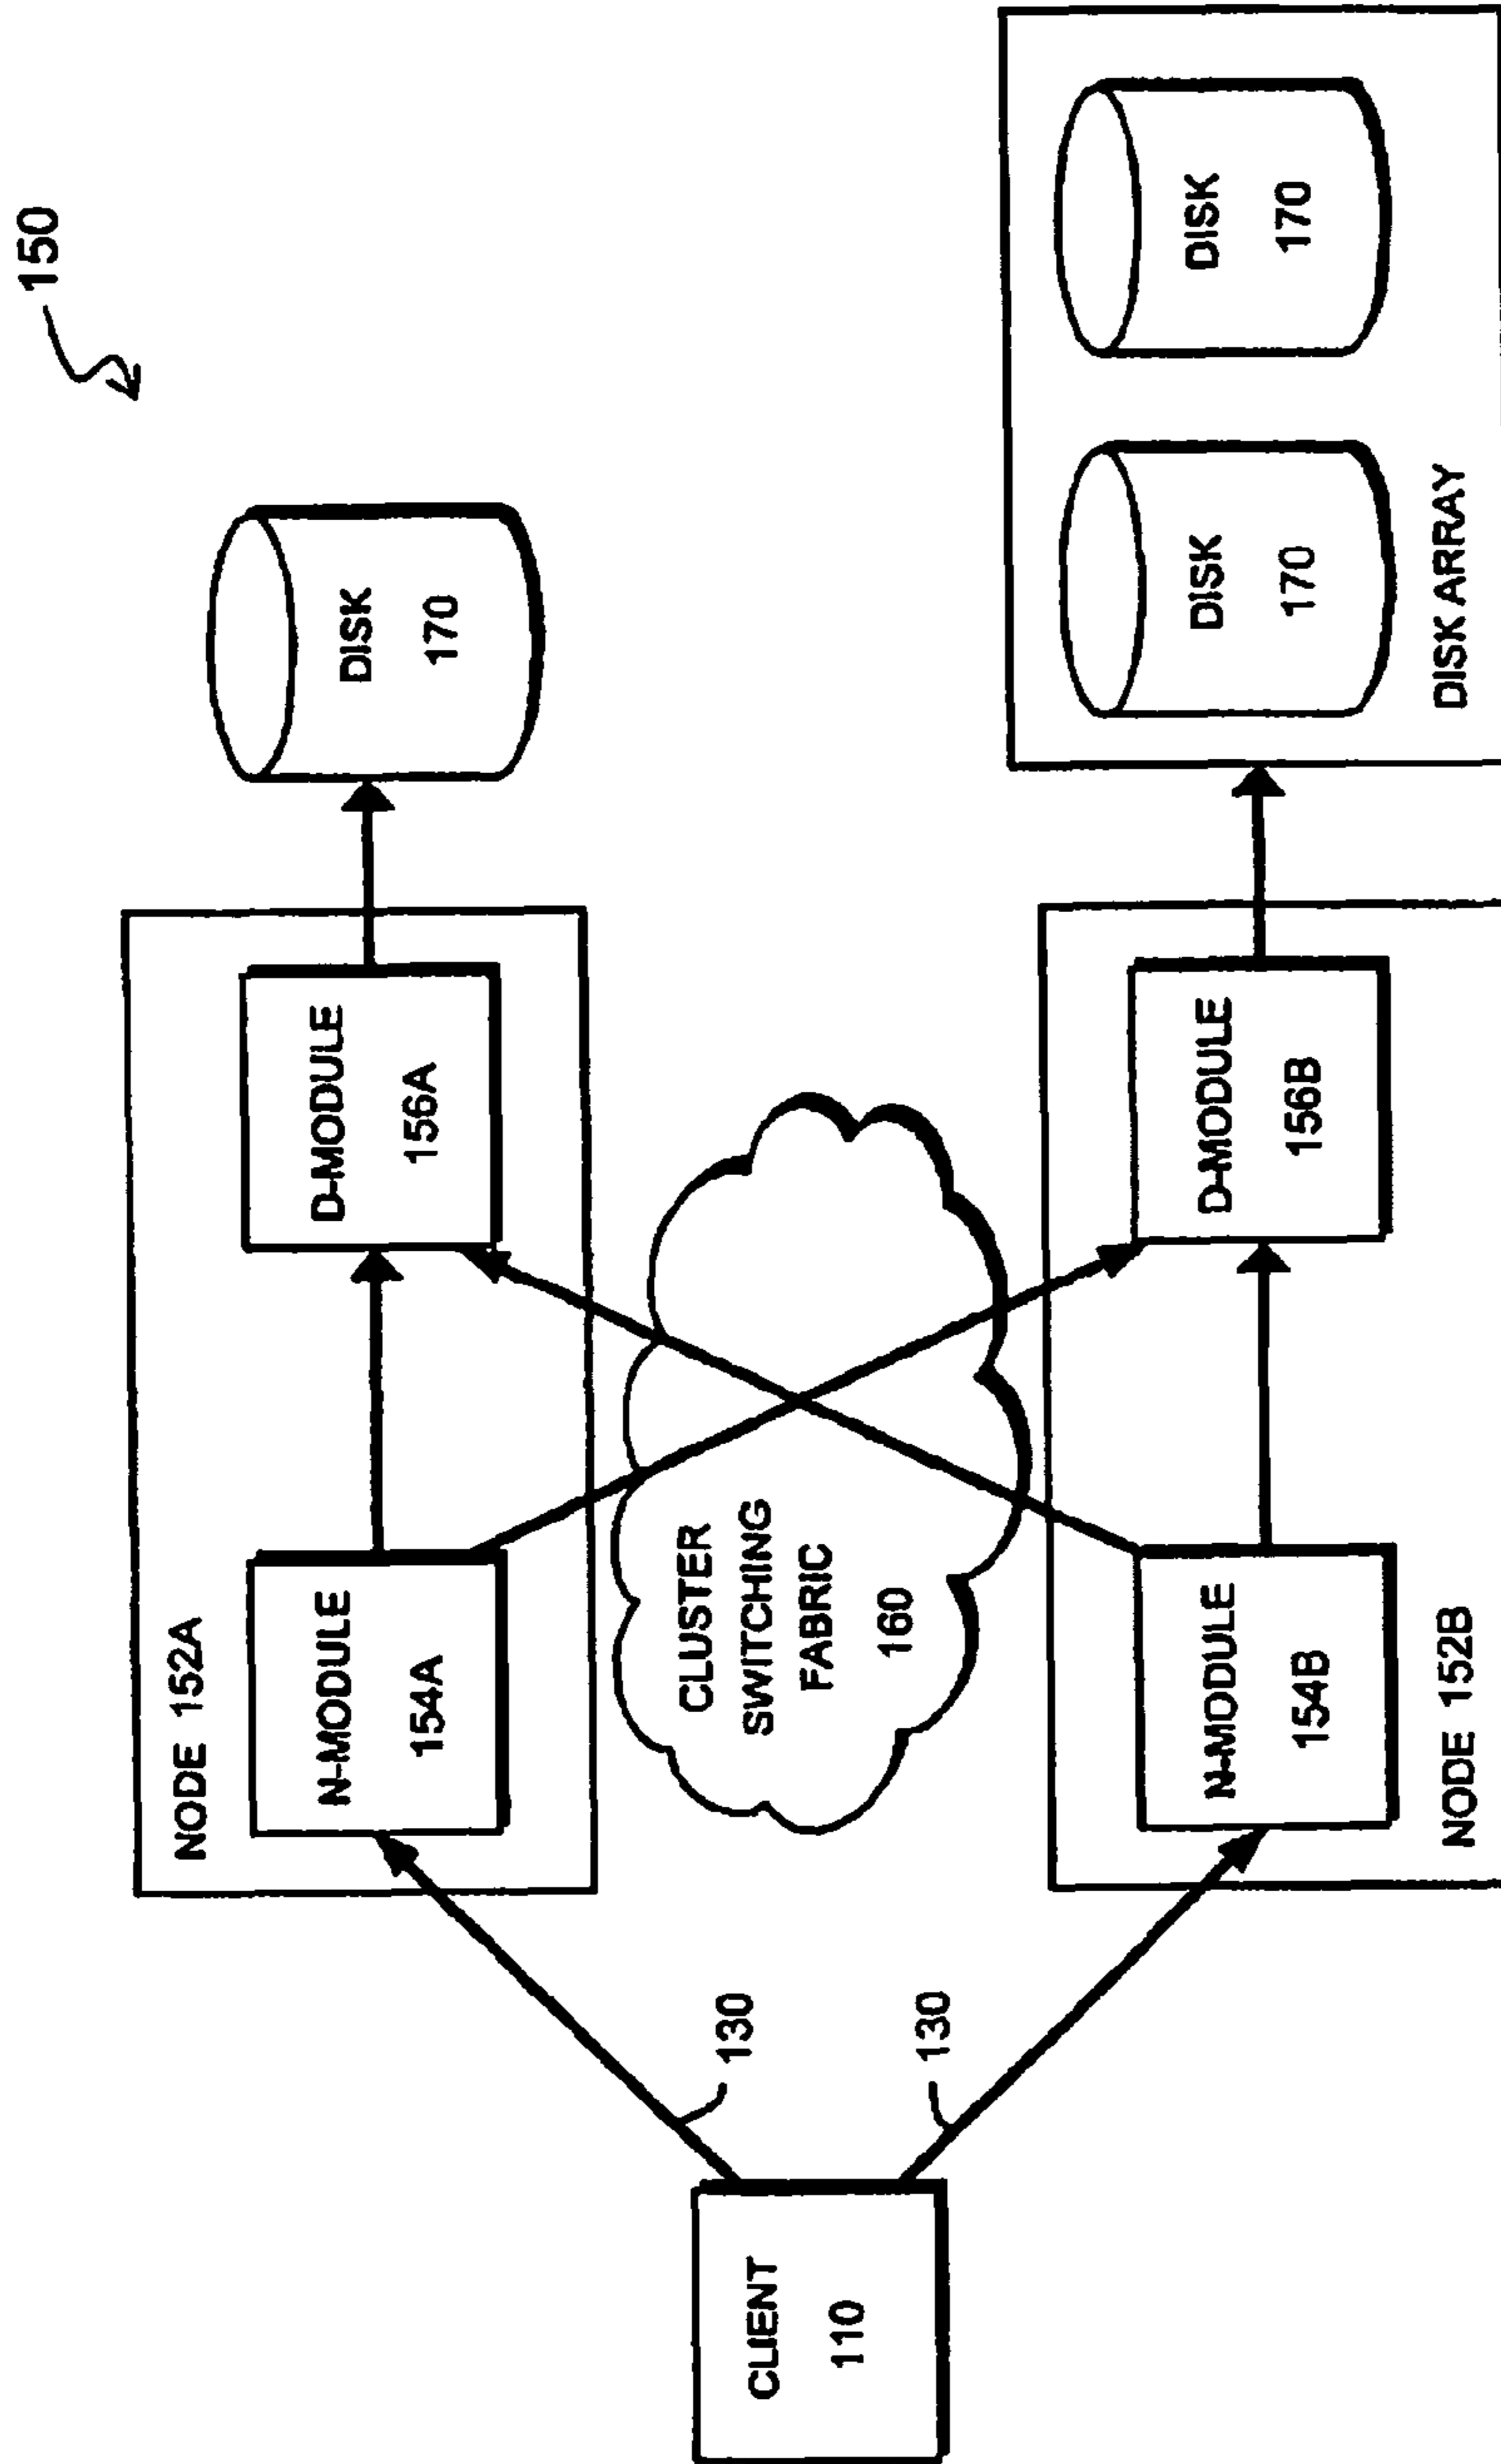 150
NODE 152A
N-MODULE
154A
D-MODULE
156A
DISK
170
CLIENT
110
130
130
CLUSTER
SWITCHING
FABRIC
160
N-MODULE
154B
NODE 152B
D-MODULE
156B
DISK
170
DISK
170
DISK ARRAY